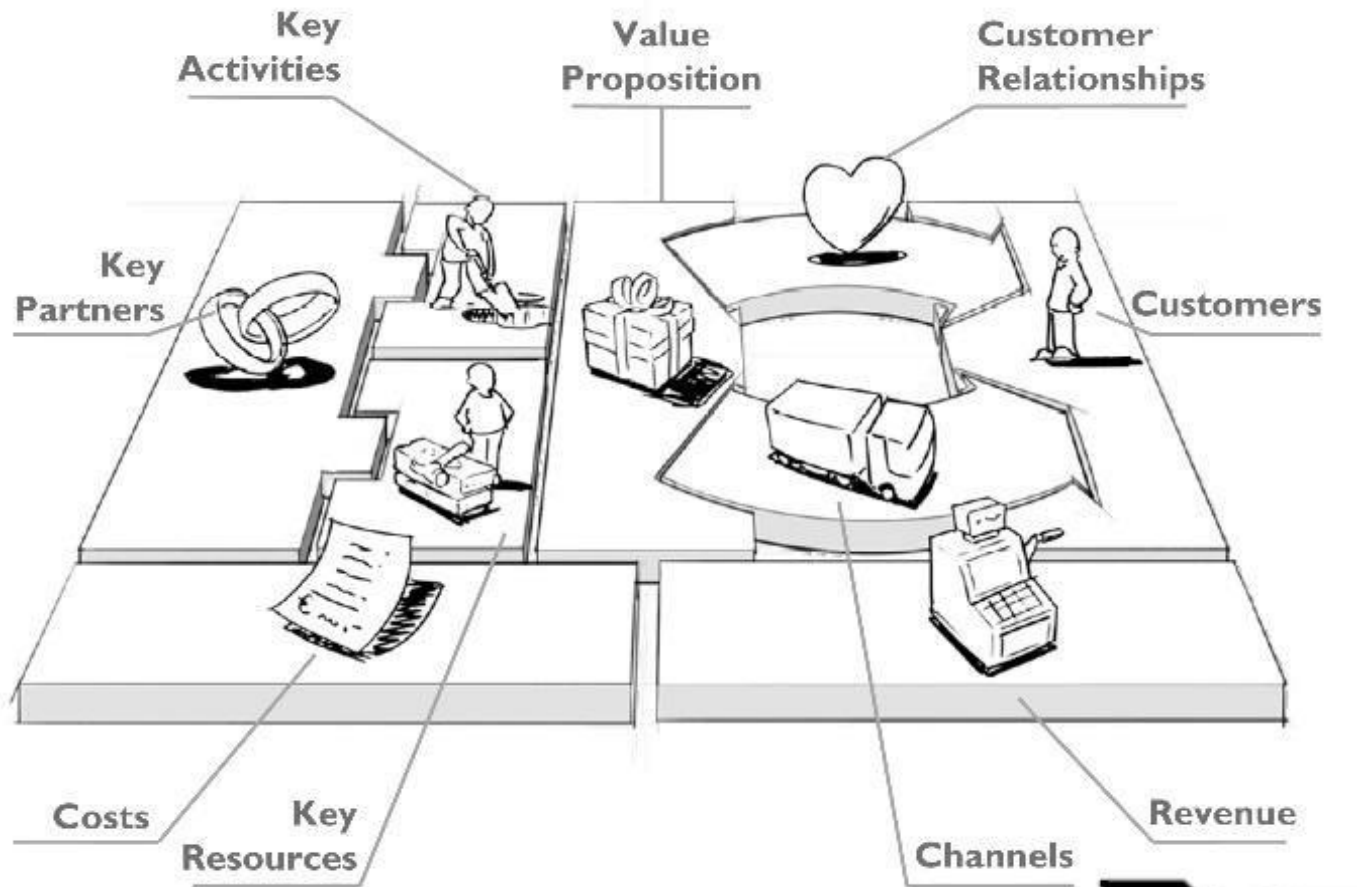 Key
Activities
Value
Proposition
Customer
Relationships
Key
Partners
Customers
Costs
Key
Resources
Channels
Revenue